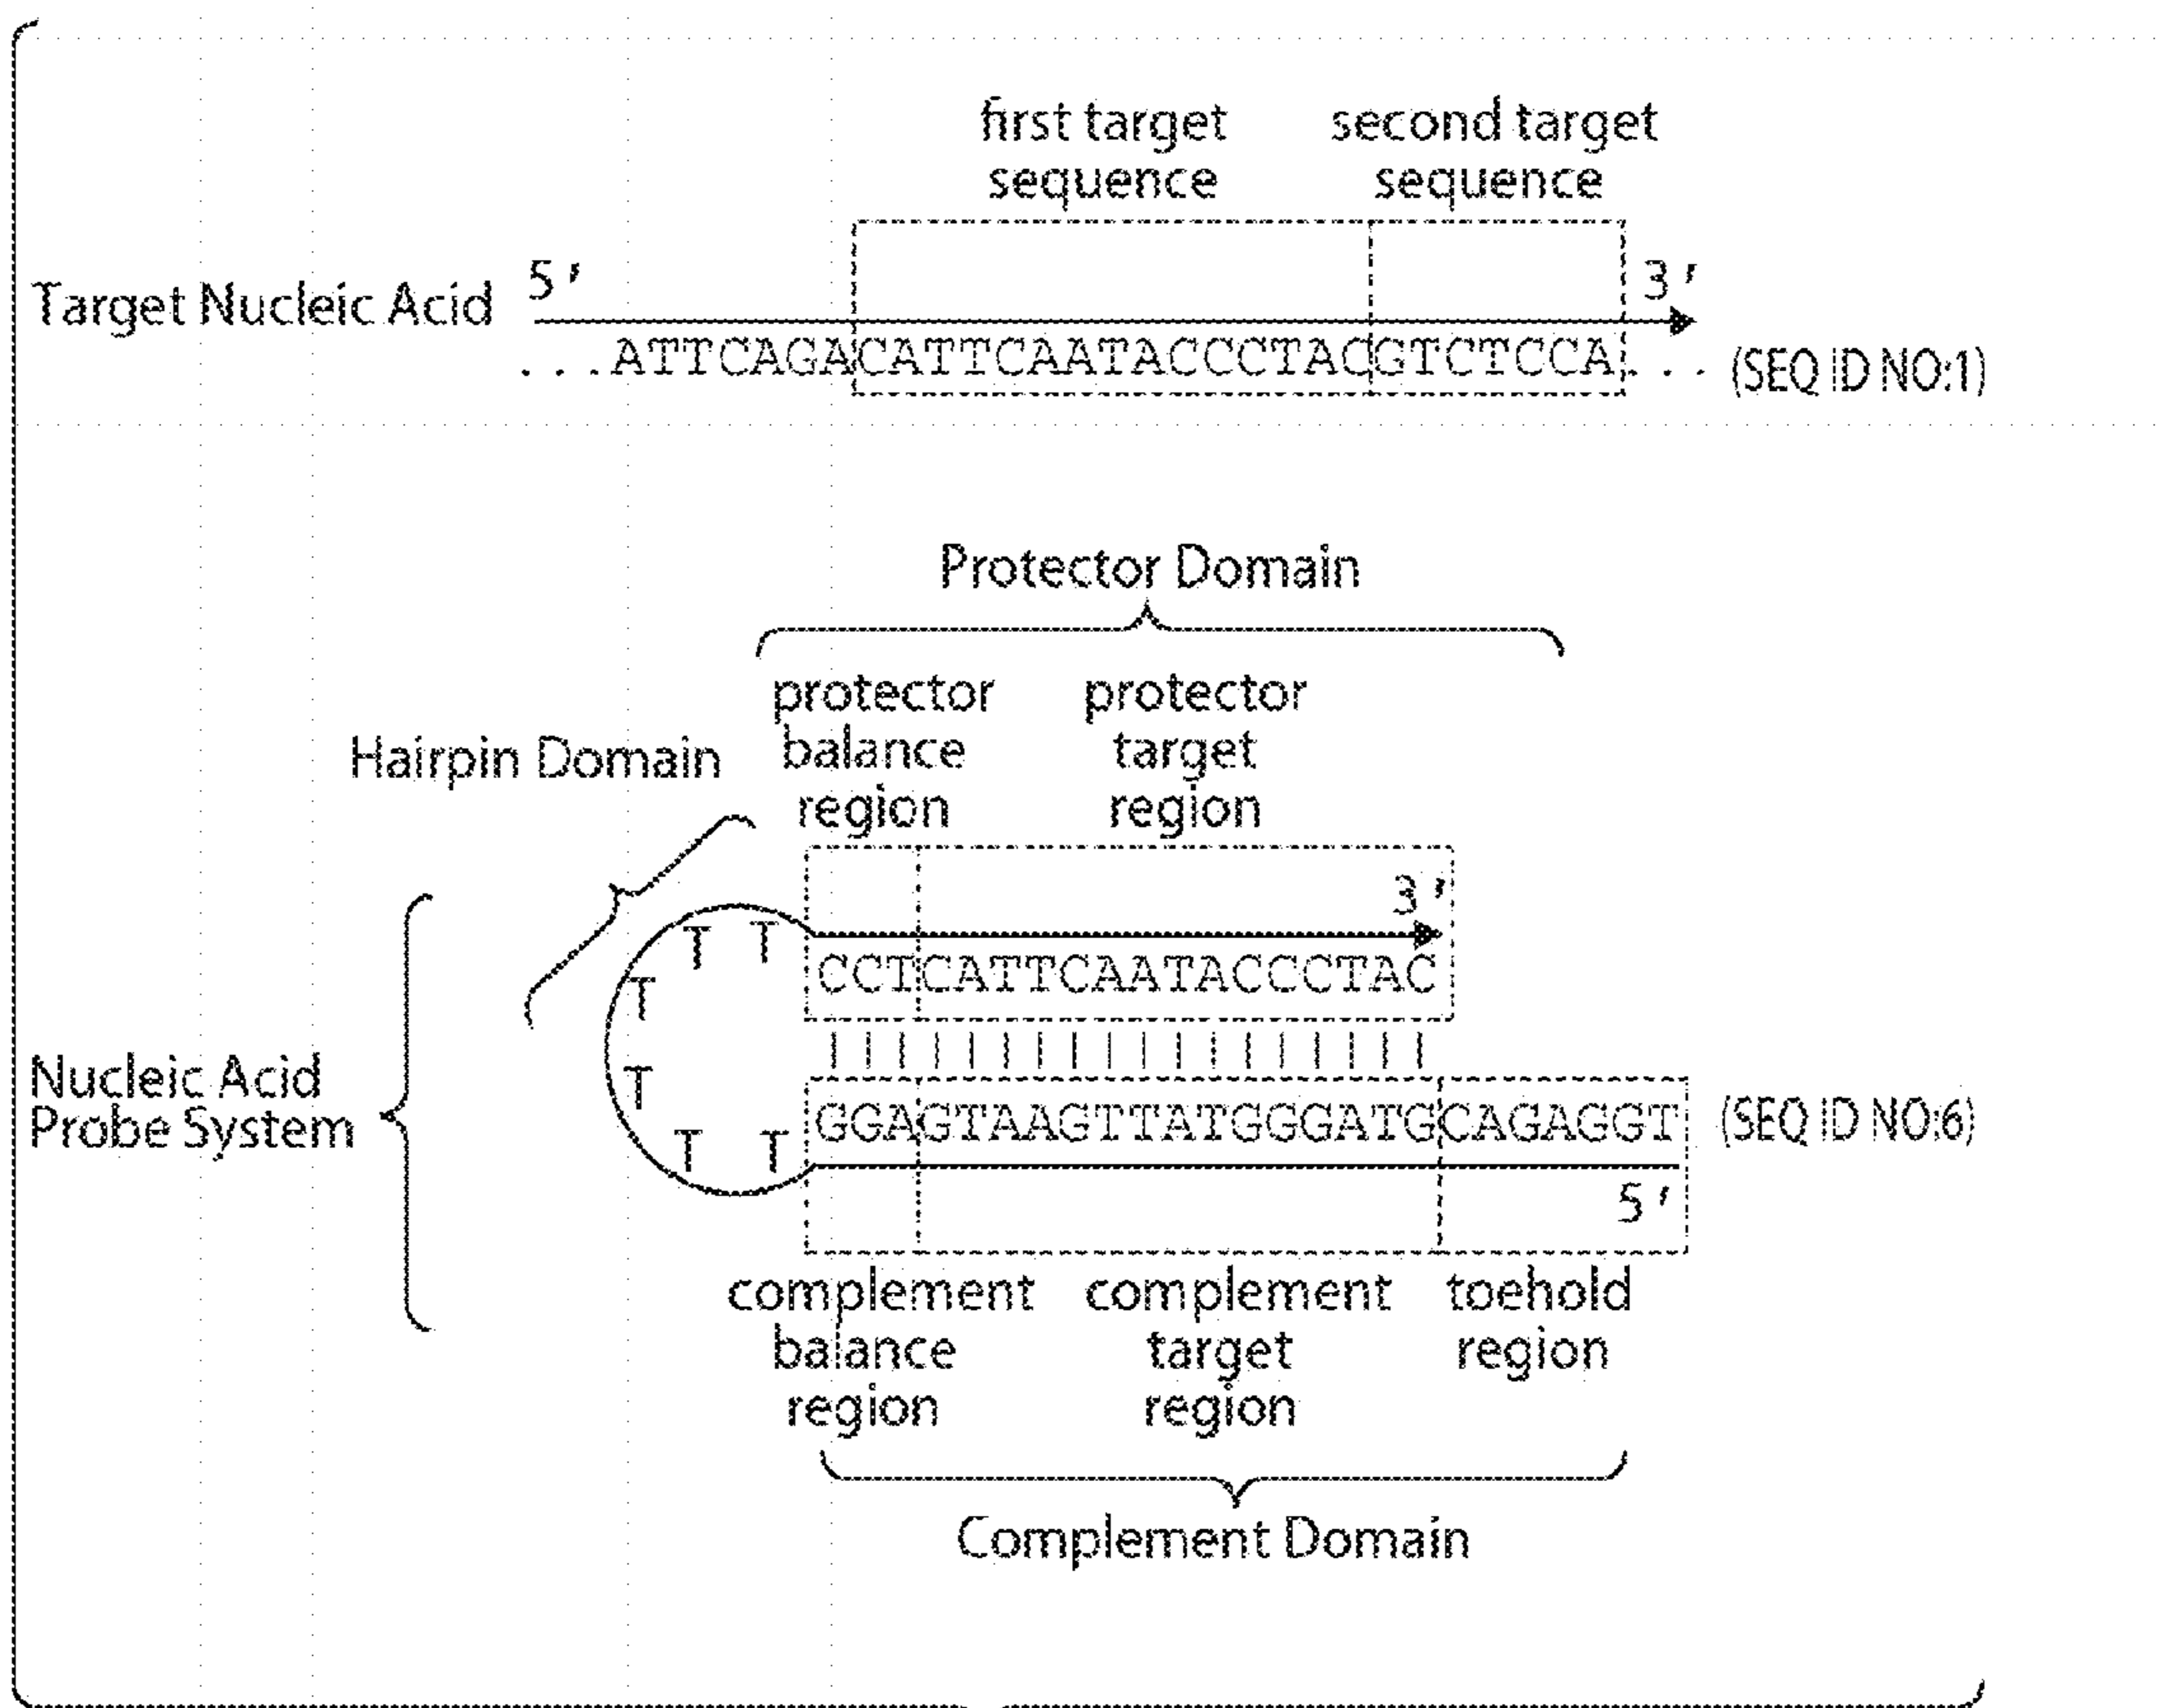 first target second target
sequence sequence
Target Nucleic Acid 5' 3'
...ATTCAGACATTCAATACCCTACGTCTCCA... (SEQ ID NO:1)
Protector Domain
protector protector
balance target
region region
Hairpin Domain
3'
T T
CCTCATTCAATACCCTAC
T
T
T T
GGAGTAAGTTATGGGATGCAGAGGT (SEQ ID NO:6)
5'
Nucleic Acid
Probe System
complement complement toehold
balance target region
region region
Complement Domain